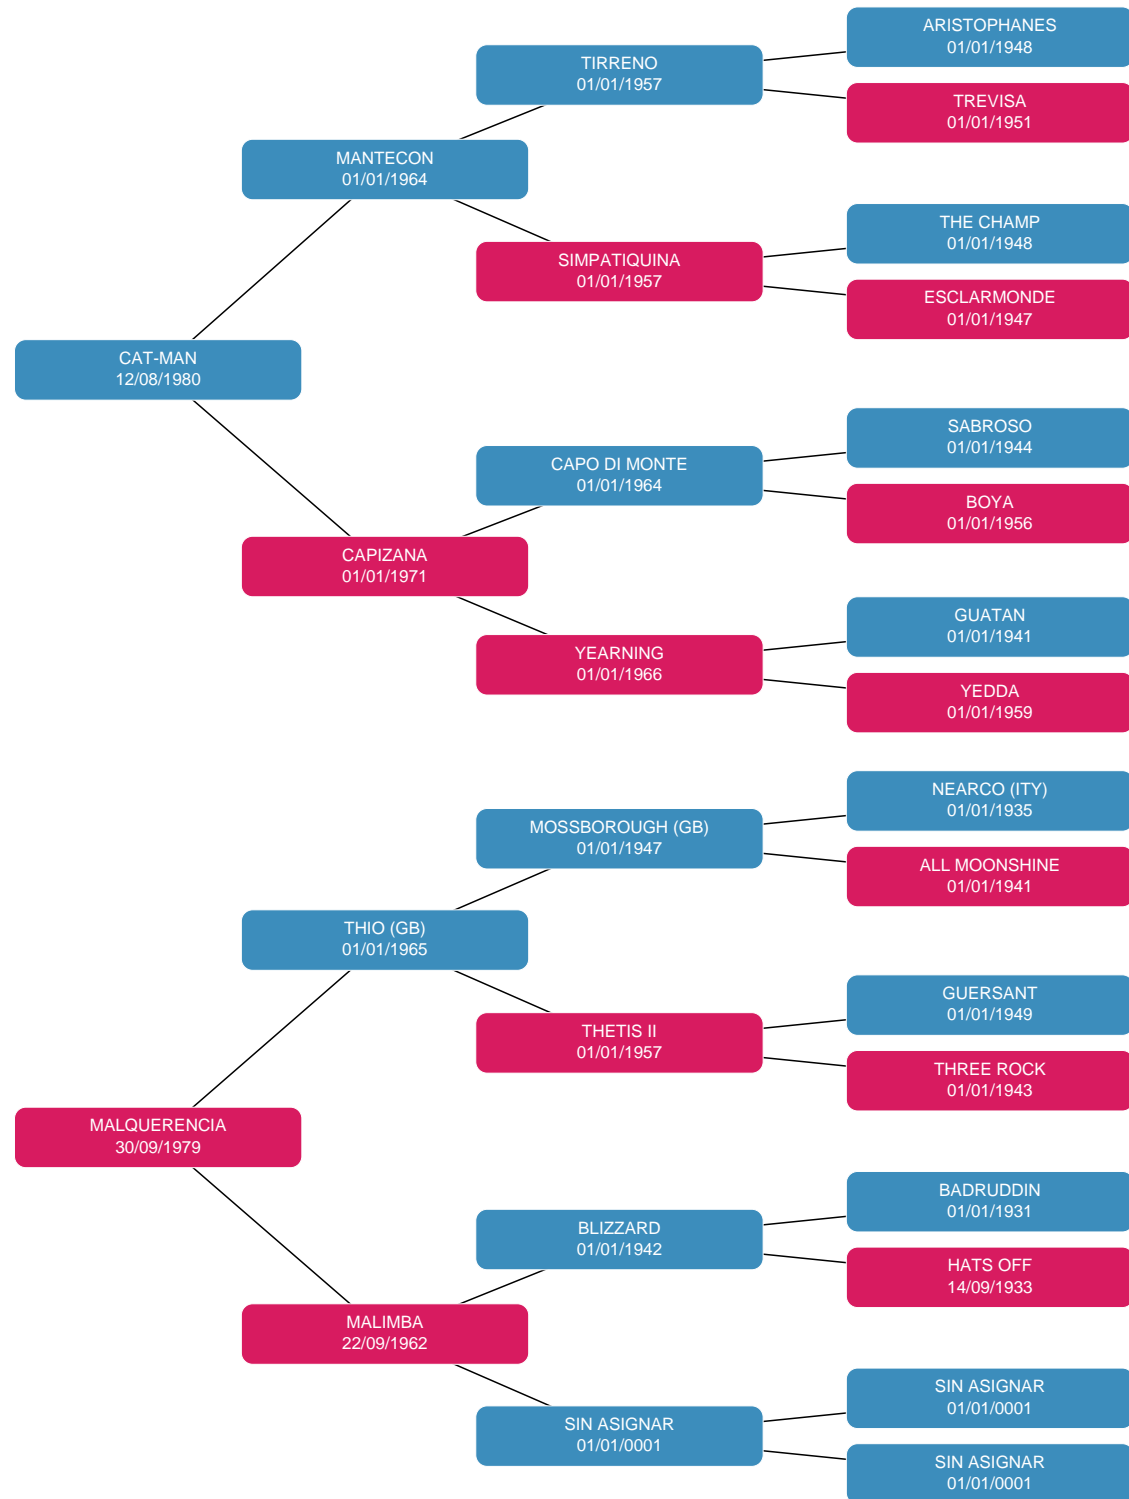 ARISTOPHANES
01/01/1948
TIRRENO
01/01/1957
TREVISA
01/01/1951
MANTECON
01/01/1964
THE CHAMP
01/01/1948
SIMPATIQUINA
01/01/1957
ESCLARMONDE
01/01/1947
CAT-MAN
12/08/1980
SABROSO
01/01/1944
CAPO DI MONTE
01/01/1964
BOYA
01/01/1956
CAPIZANA
01/01/1971
GUATAN
01/01/1941
YEARNING
01/01/1966
YEDDA
01/01/1959
NEARCO (ITY)
01/01/1935
MOSSBOROUGH (GB)
01/01/1947
ALL MOONSHINE
01/01/1941
THIO (GB)
01/01/1965
GUERSANT
01/01/1949
THETIS II
01/01/1957
THREE ROCK
01/01/1943
MALQUERENCIA
30/09/1979
BADRUDDIN
01/01/1931
BLIZZARD
01/01/1942
HATS OFF
14/09/1933
MALIMBA
22/09/1962
SIN ASIGNAR
01/01/0001
SIN ASIGNAR
01/01/0001
SIN ASIGNAR
01/01/0001